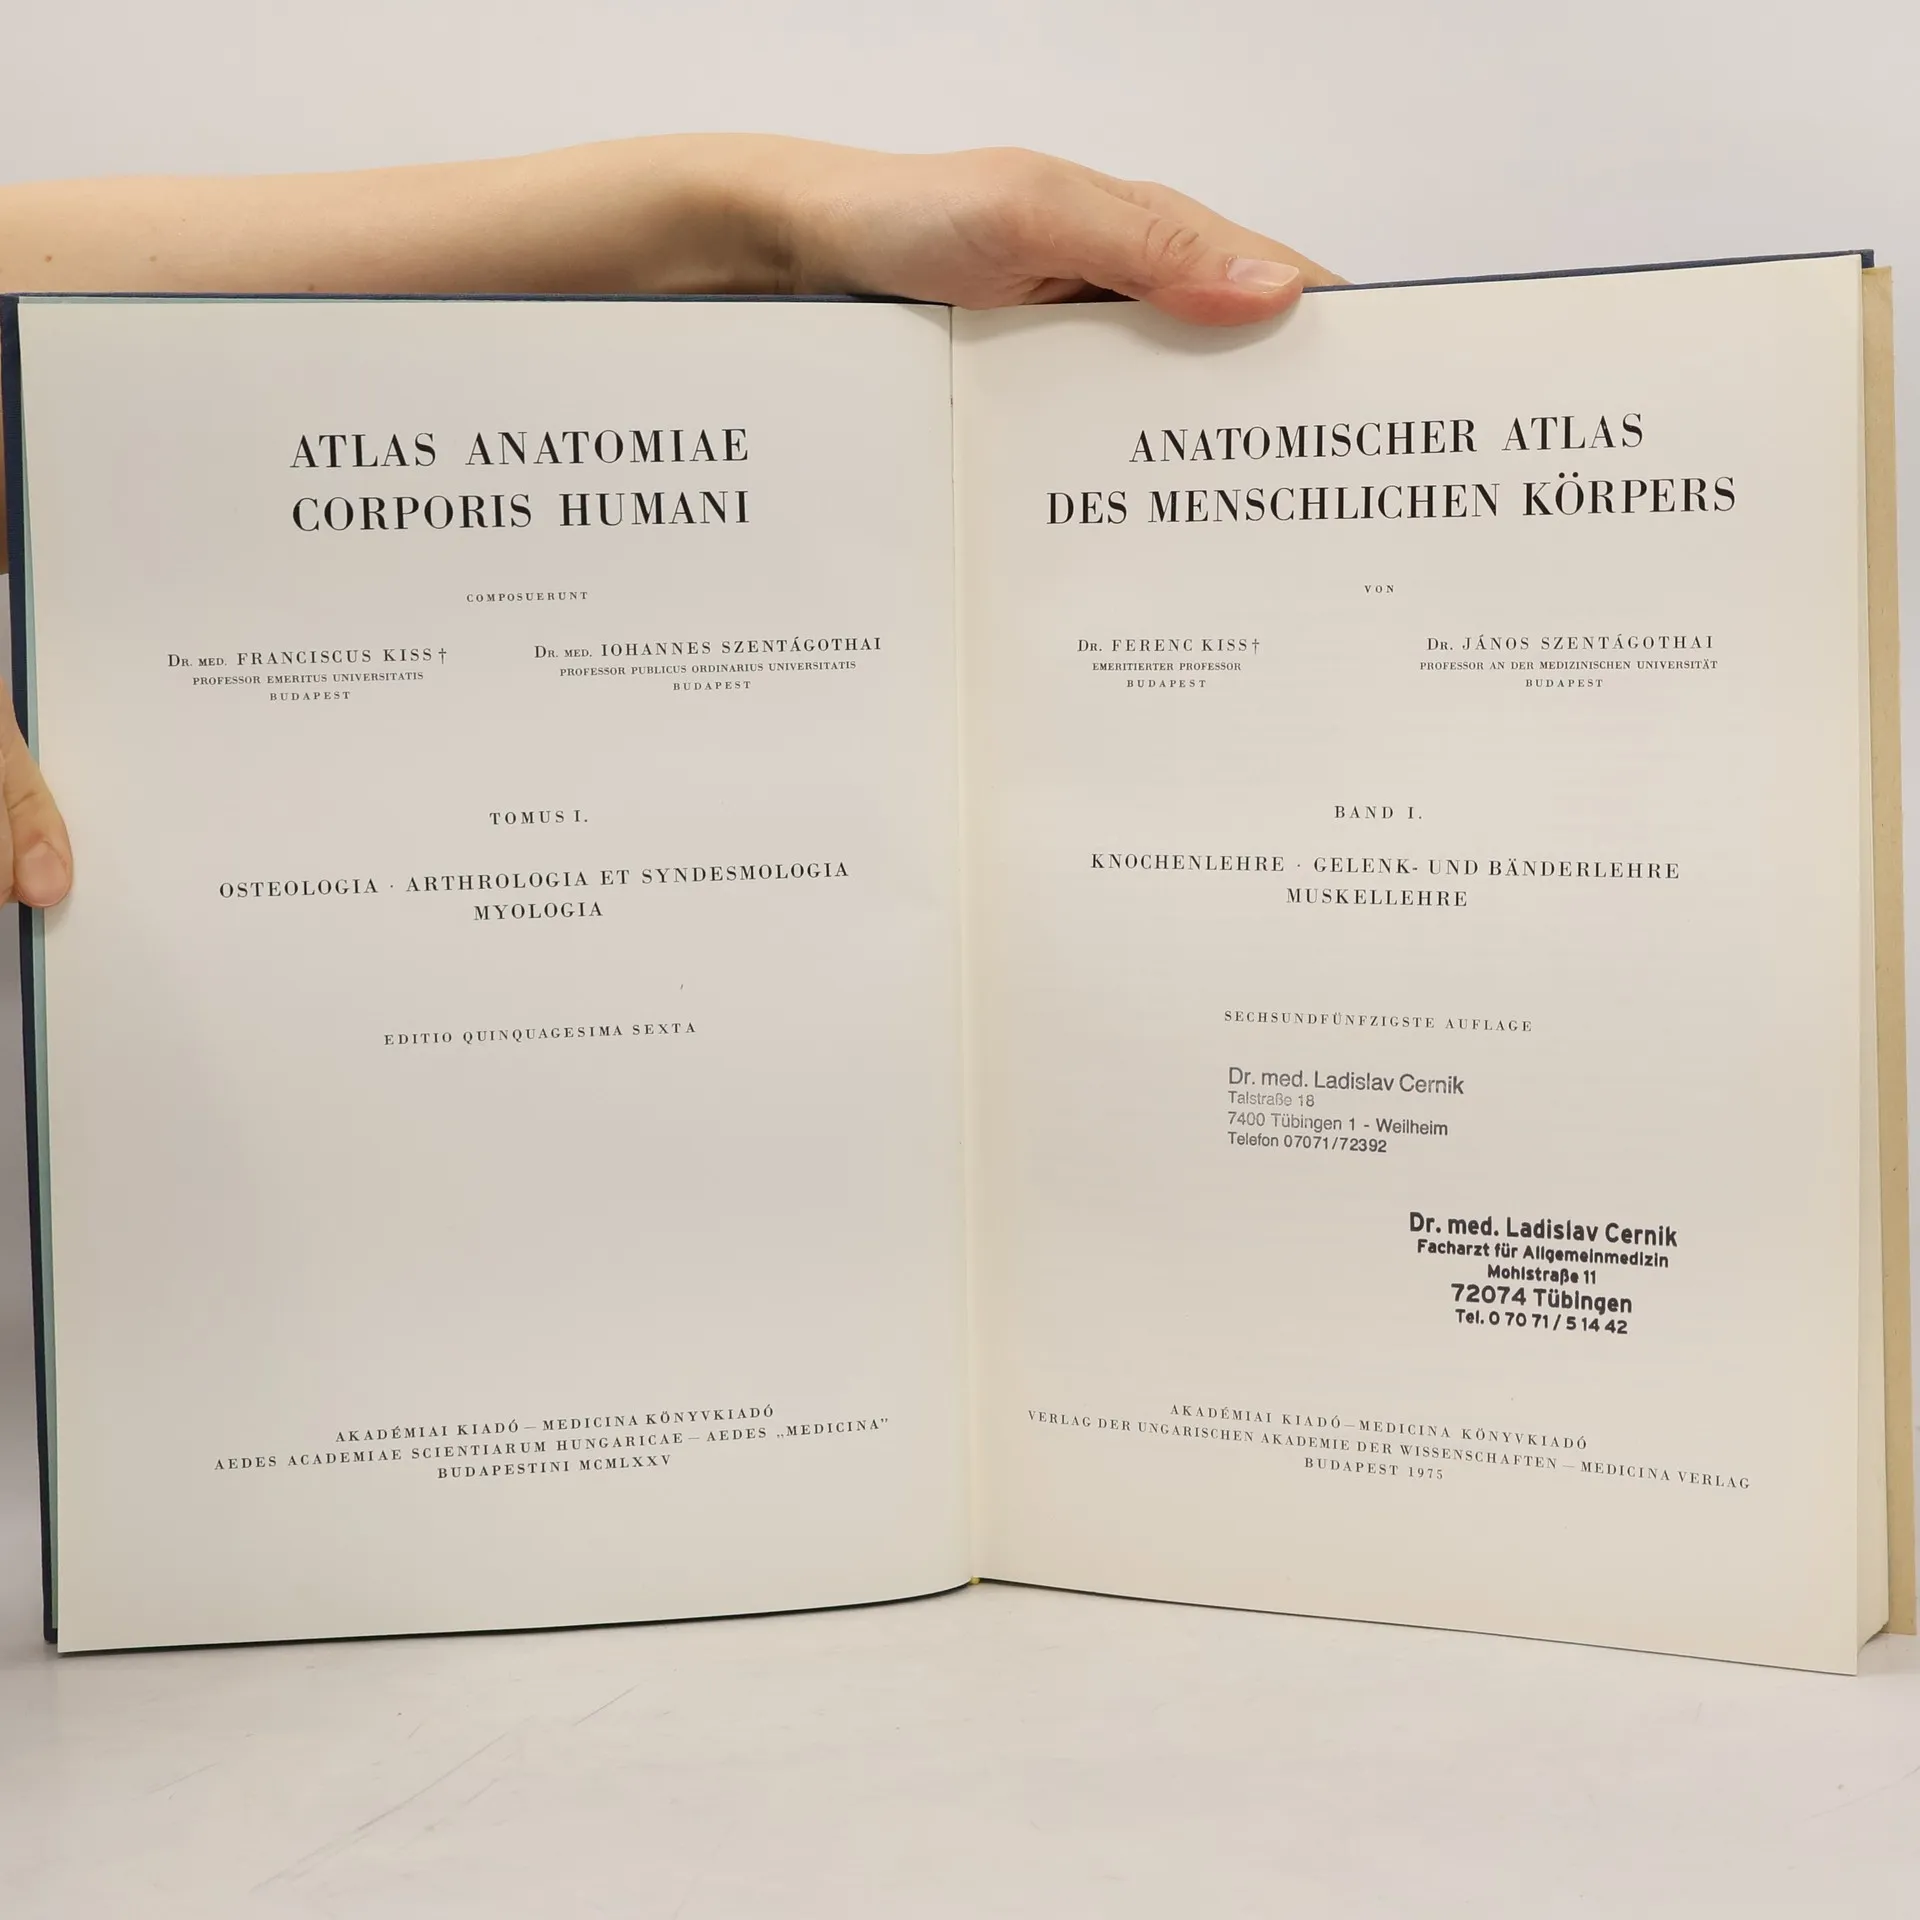 ATLAS ANATOMIAE
CORPORIS HUMANI
COMPOSUERUNT
DR. MED. FRANCISCUS KISS†
PROFESSOR EMERITUS UNIVERSITATIS
BUDAPEST
DR. MED. IOHANNES SZENTÁGOTHAI
PROFESSOR PUBLICUS ORDINARIUS UNIVERSITATIS
BUDAPEST
TOMUS I.
OSTEOLOGIA · ARTHROLOGIA ET SYNDESMOLOGIA
MYOLOGIA
EDITIO QUINQUAGESIMA SEXTA
AKADÉMIAI KIADÓ — MEDICINA KÖNYVKIADÓ
AEDES ACADEMIAE SCIENTIARUM HUNGARICAE — AEDES „MEDICINA”
BUDAPESTINI MCMLXXV
ANATOMISCHER ATLAS
DES MENSCHLICHEN KÖRPERS
VON
DR. FERENC KISS†
EMERITIERTER PROFESSOR
BUDAPEST
DR. JÁNOS SZENTÁGOTHAI
PROFESSOR AN DER MEDIZINISCHEN UNIVERSITÄT
BUDAPEST
BAND I.
KNOCHENLEHRE · GELENK- UND BÄNDERLEHRE
MUSKELLEHRE
SECHSUNDFÜNFZIGSTE AUFLAGE
Dr. med. Ladislav Cernik
Talstraße 18
7400 Tübingen 1 - Weilheim
Telefon 07071/72392
Dr. med. Ladislav Cernik
Facharzt für Allgemeinmedizin
Mohlstraße 11
72074 Tübingen
Tel. 0 70 71 / 5 14 42
AKADÉMIAI KIADÓ — MEDICINA KÖNYVKIADÓ
VERLAG DER UNGARISCHEN AKADEMIE DER WISSENSCHAFTEN — MEDICINA VERLAG
BUDAPEST 1975